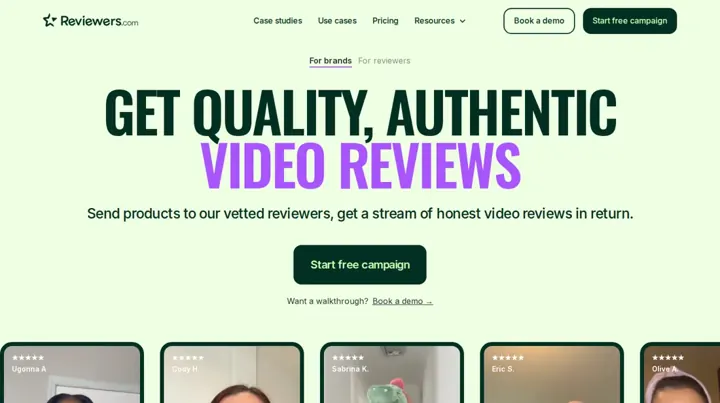 Reviewers.com
Case studies
Use cases
Pricing
Resources
Book a demo
Start free campaign
For brands
For reviewers
GET QUALITY, AUTHENTIC
VIDEO REVIEWS
Send products to our vetted reviewers, get a stream of honest video reviews in return.
Start free campaign
Want a walkthrough? Book a demo →
Ugonna A
Cady H.
Sabrina K.
Eric S.
Olive A.